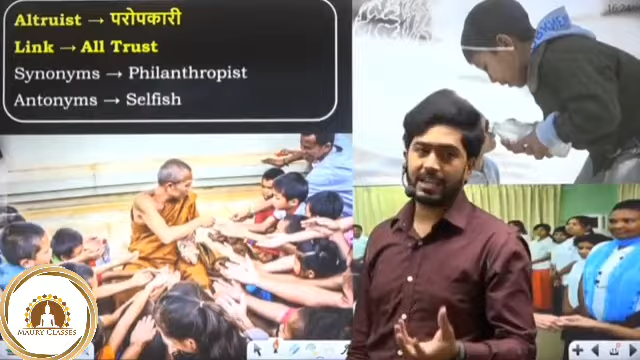 Altruist → परोपकारी
Link → All Trust
Synonyms → Philanthropist
Antonyms → Selfish
MAURY CLASSES